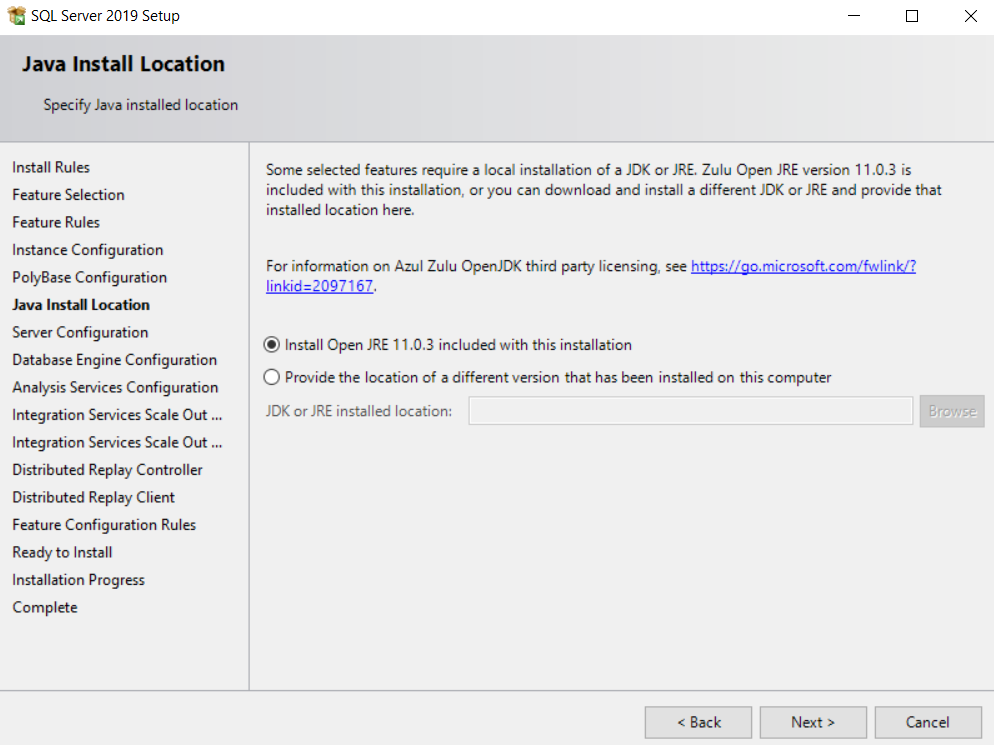 SQL Server 2019 Setup
Java Install Location
Specify Java installed location
Install Rules
Feature Selection
Feature Rules
Instance Configuration
PolyBase Configuration
Java Install Location
Server Configuration
Database Engine Configuration
Analysis Services Configuration
Integration Services Scale Out ...
Integration Services Scale Out ...
Distributed Replay Controller
Distributed Replay Client
Feature Configuration Rules
Ready to Install
Installation Progress
Complete
Some selected features require a local installation of a JDK or JRE. Zulu Open JRE version 11.0.3 is
included with this installation, or you can download and install a different JDK or JRE and provide that
installed location here.
For information on Azul Zulu OpenJDK third party licensing, see https://go.microsoft.com/fwlink/?
linkid=2097167.
Install Open JRE 11.0.3 included with this installation
Provide the location of a different version that has been installed on this computer
JDK or JRE installed location:
Browse
< Back
Next >
Cancel